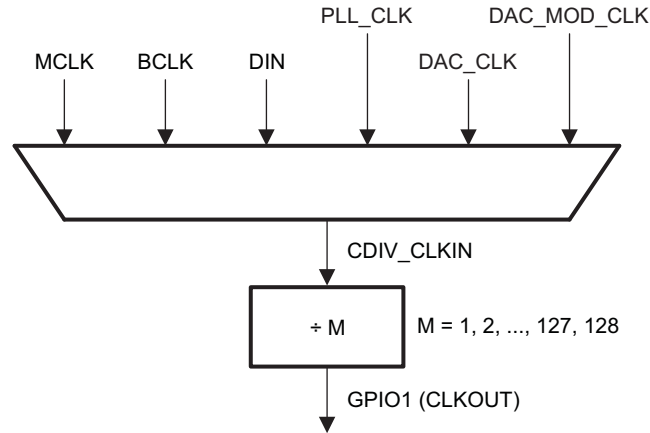 PLL_CLK
DAC_MOD_CLK
MCLK
BCLK
DIN
DAC_CLK
CDIV_CLKIN
÷ M
M = 1, 2, ..., 127, 128
GPIO1 (CLKOUT)